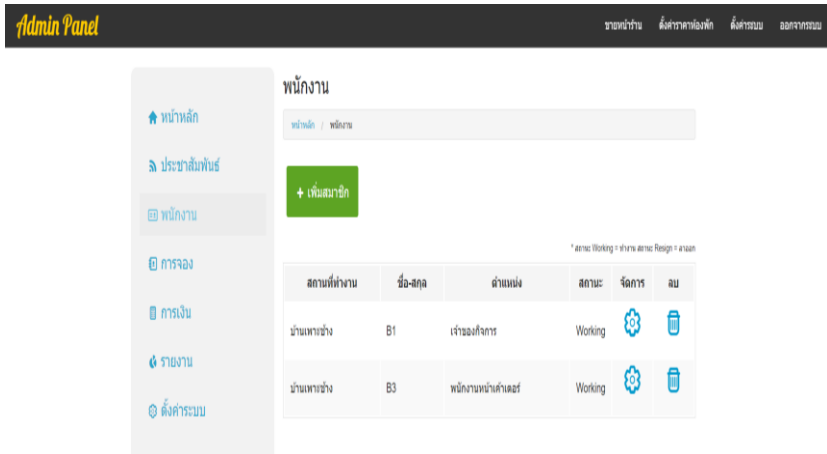 Admin Panel
ขายหน้าร้าน ตั้งค่าราคาห้องพัก ตั้งค่าระบบ ออกจากระบบ
หน้าหลัก
ประชาสัมพันธ์
พนักงาน
การจอง
การเงิน
รายงาน
ตั้งค่าระบบ
พนักงาน
หน้าหลัก / พนักงาน
+ เพิ่มสมาชิก
* สถานะ Working = ทำงาน สถานะ Resign = ลาออก
สถานที่ทำงาน ชื่อ-สกุล ตำแหน่ง สถานะ จัดการ ลบ
บ้านเพาะช่าง B1 เจ้าของกิจการ Working
บ้านเพาะช่าง B3 พนักงานหน้าเค้าเตอร์ Working